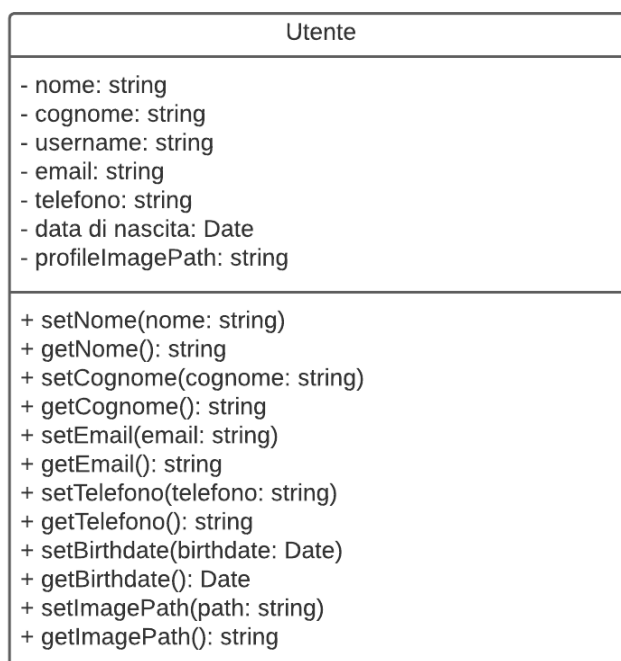 Utente
- nome: string
- cognome: string
- username: string
- email: string
- telefono: string
- data di nascita: Date
- profileImagePath: string
+ setNome(nome: string)
+ getNome(): string
+ setCognome(cognome: string)
+ getCognome(): string
+ setEmail(email: string)
+ getEmail(): string
+ setTelefono(telefono: string)
+ getTelefono(): string
+ setBirthdate(birthdate: Date)
+ getBirthdate(): Date
+ setImagePath(path: string)
+ getImagePath(): string